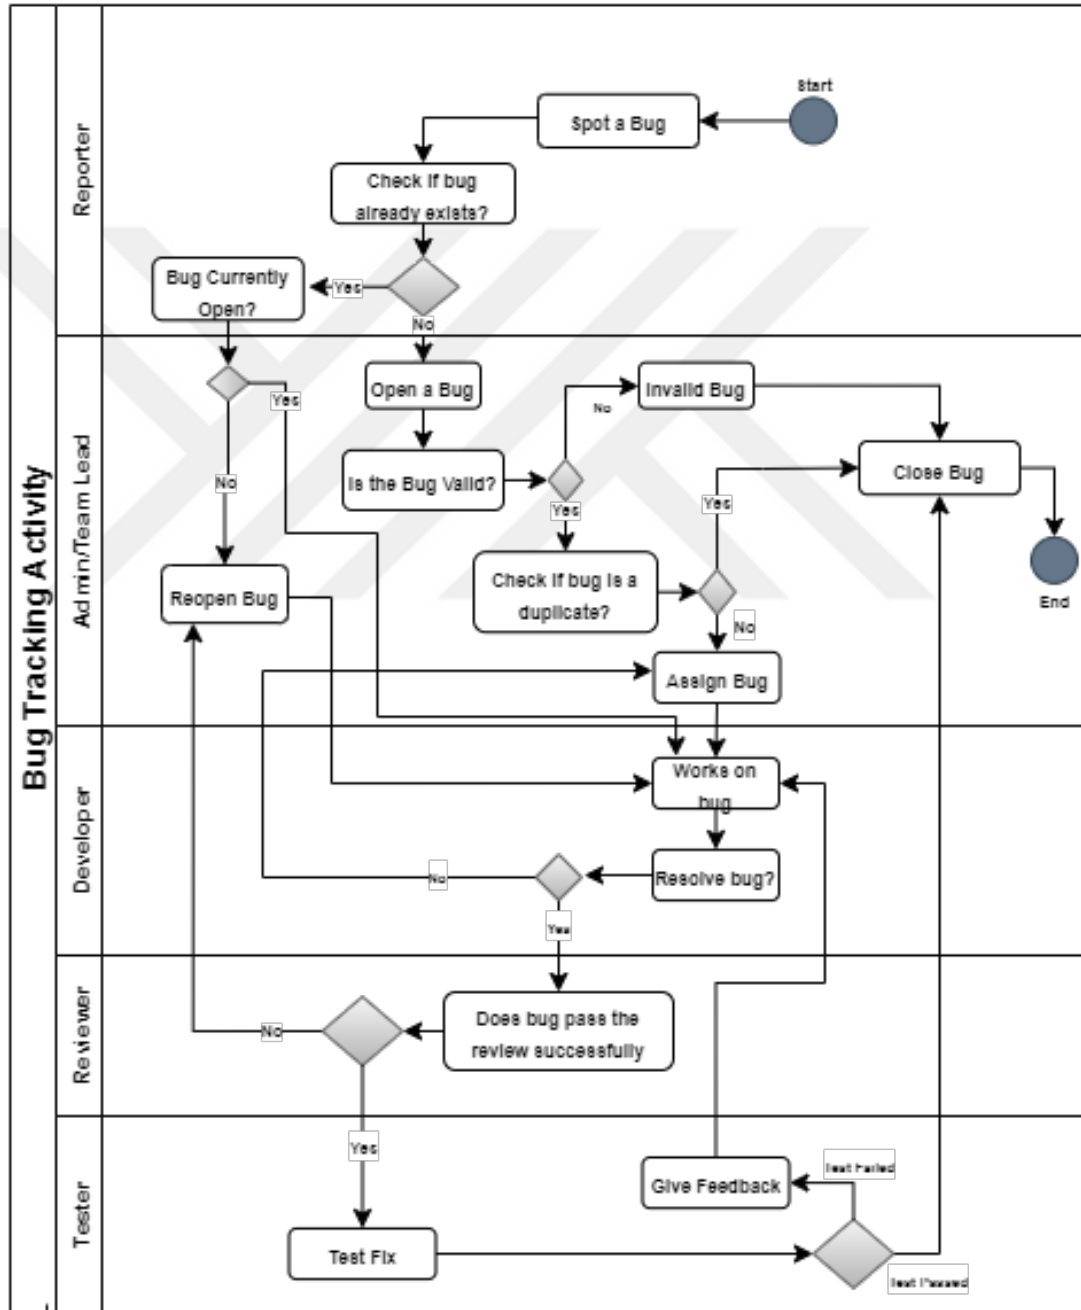 Bug Tracking Activity
Reporter
Start
Spot a Bug
Check if bug
already exists?
Bug Currently
Open?
Yes
No
Admin/Team Lead
Open a Bug
Invalid Bug
Yes
No
Close Bug
Is the Bug Valid?
No
Yes
Yes
Check if bug is a
duplicate?
Reopen Bug
End
No
Assign Bug
Developer
Works on
bug
Resolve bug?
No
Yes
Reviewer
Does bug pass the
review successfully
No
Tester
Yes
Test Failed
Give Feedback
Test Fix
Test Passed